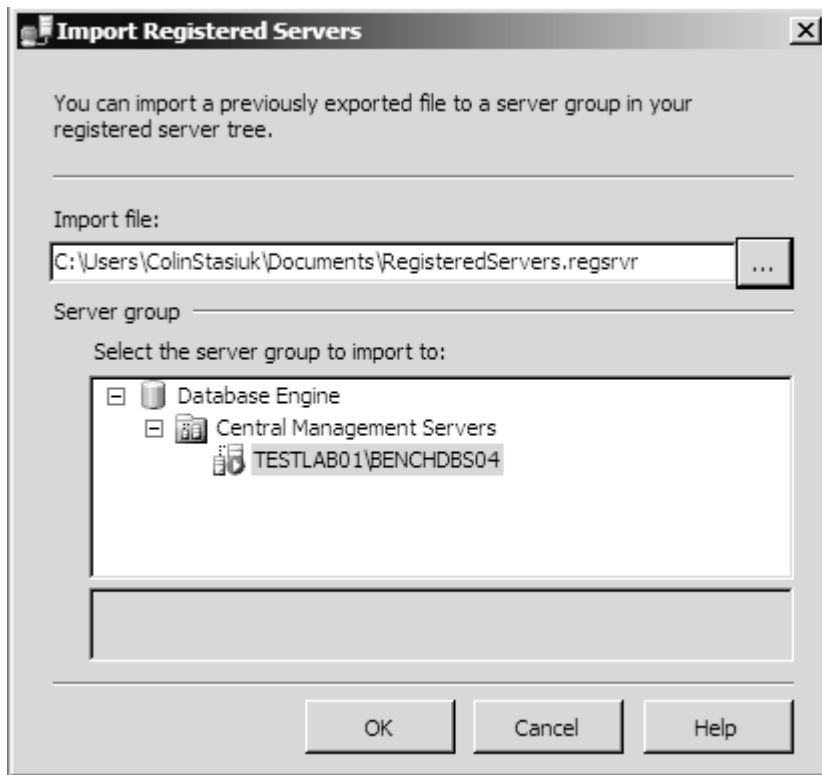 Import Registered Servers
You can import a previously exported file to a server group in your
registered server tree.
Import file:
C:\Users\ColinStasiuk\Documents\RegisteredServers.regsrvr
...
Server group
Select the server group to import to:
Database Engine
Central Management Servers
TESTLAB01\BENCHDBS04
OK
Cancel
Help